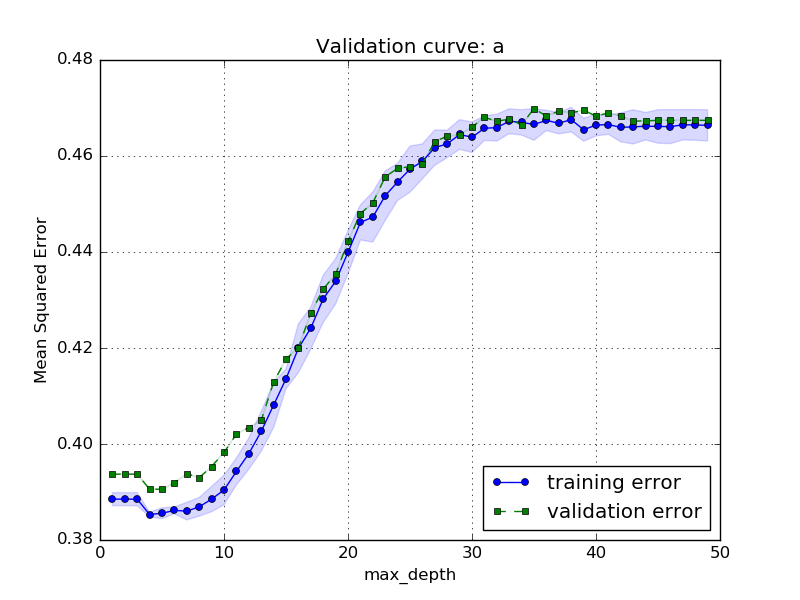 Validation curve: a
0.48
0.46
0.44
0.42
0.40
0.38
Mean Squared Error
0
10
20
30
40
50
max_depth
training error
validation error